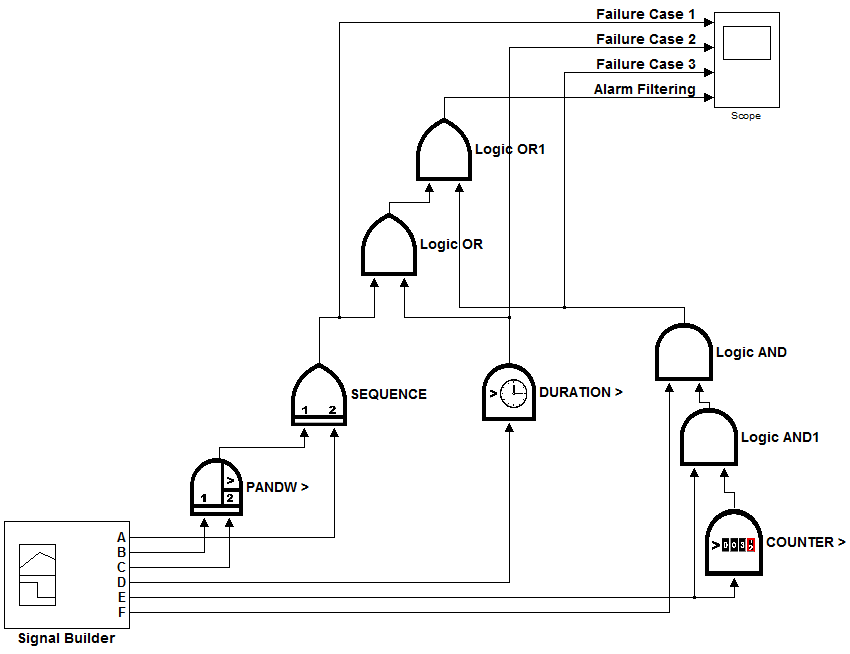 Failure Case 1
Failure Case 2
Failure Case 3
Alarm Filtering
Scope
Logic OR1
Logic OR
Logic AND
SEQUENCE
1 2
>
DURATION >
Logic AND1
PANDW >
>
1 2
COUNTER >
>
A
B
C
D
E
F
Signal Builder